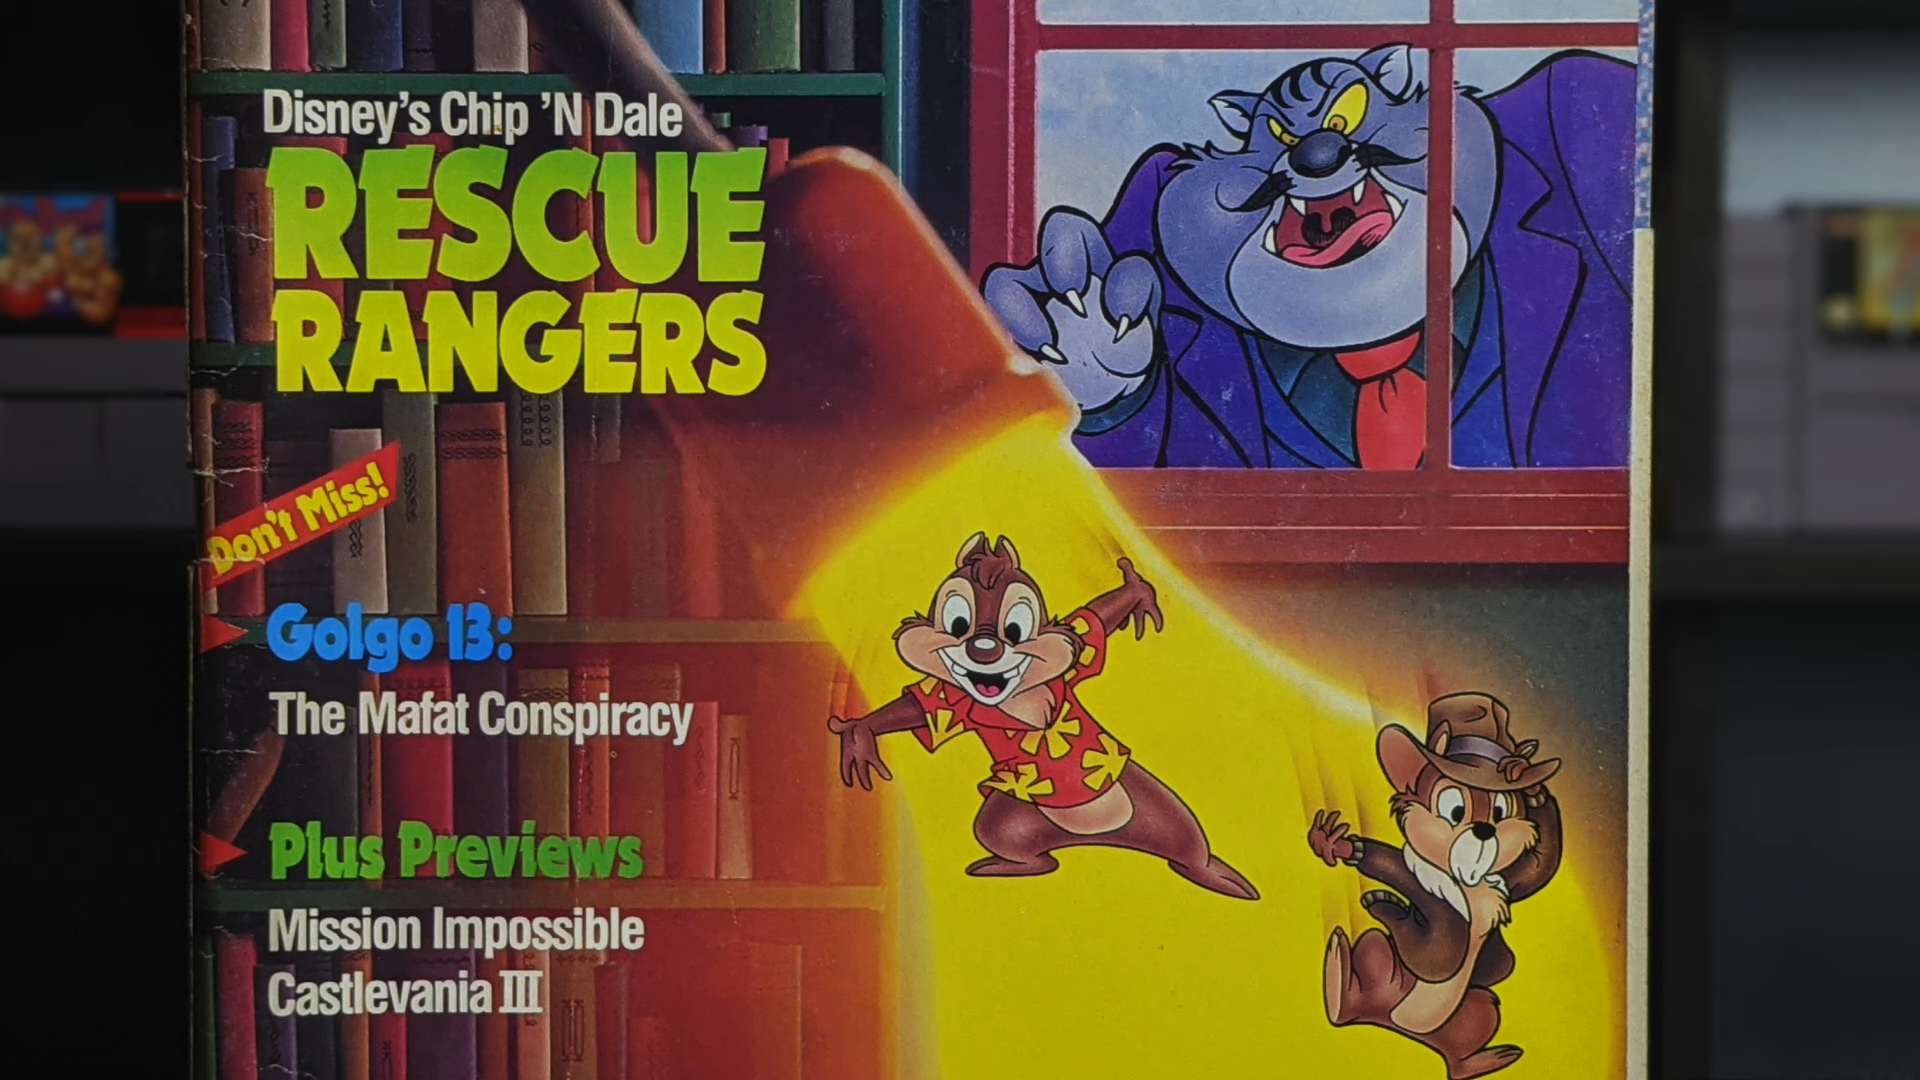 Disney's Chip 'N Dale
RESCUE
RANGERS
Don't Miss!
Golgo 13:
The Mafat Conspiracy
Plus Previews
Mission Impossible
Castlevania III